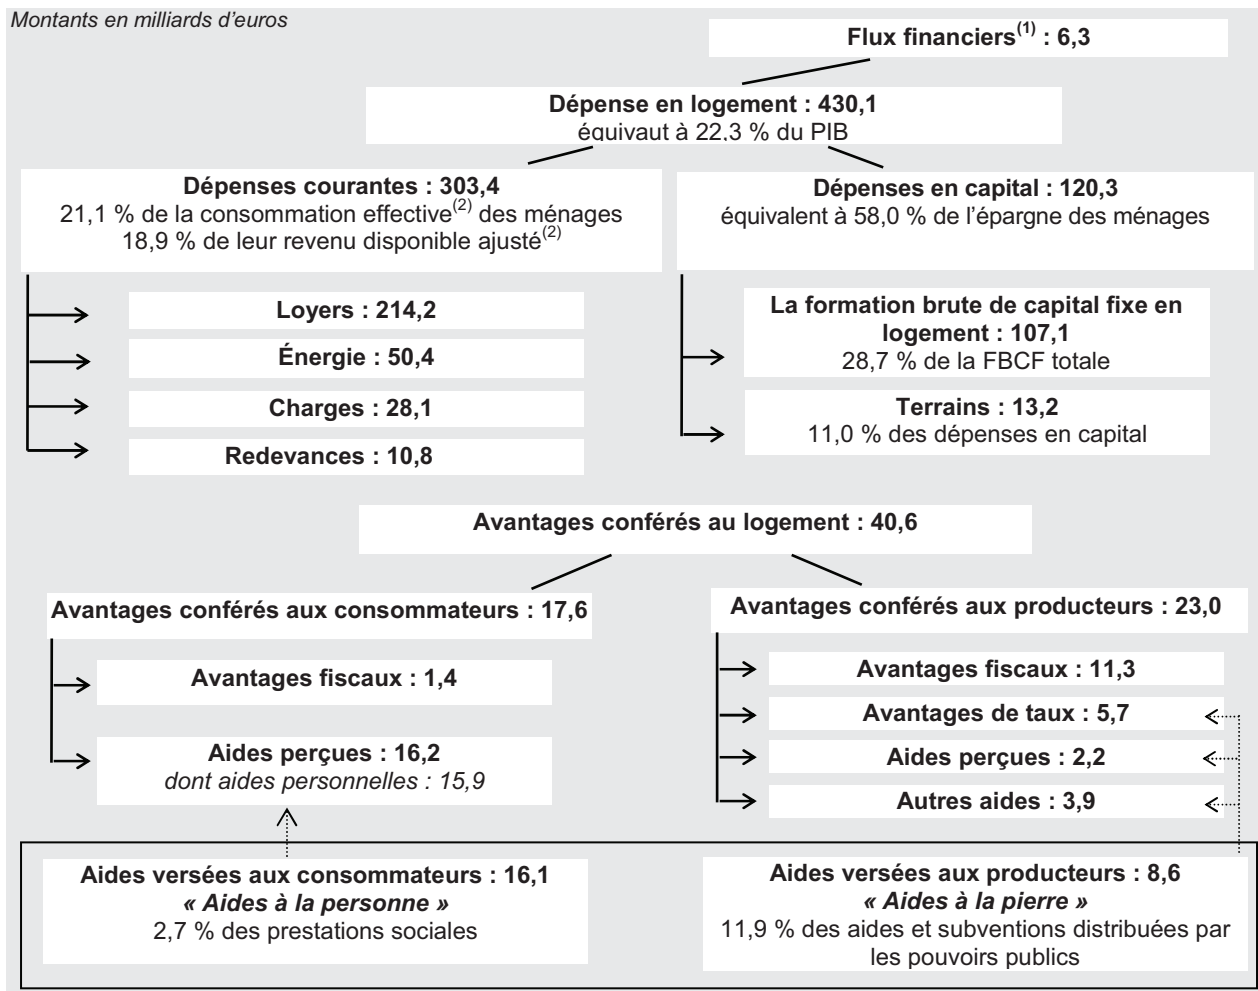 Montants en milliards d’euros
Flux financiers(1) : 6,3
Dépense en logement : 430,1
équivaut à 22,3 % du PIB
Dépenses courantes : 303,4
21,1 % de la consommation effective(2) des ménages
18,9 % de leur revenu disponible ajusté(2)
Dépenses en capital : 120,3
équivalent à 58,0 % de l’épargne des ménages
Loyers : 214,2
Énergie : 50,4
Charges : 28,1
Redevances : 10,8
La formation brute de capital fixe en
logement : 107,1
28,7 % de la FBCF totale
Terrains : 13,2
11,0 % des dépenses en capital
Avantages conférés au logement : 40,6
Avantages conférés aux consommateurs : 17,6
Avantages fiscaux : 1,4
Aides perçues : 16,2
dont aides personnelles : 15,9
Avantages conférés aux producteurs : 23,0
Avantages fiscaux : 11,3
Avantages de taux : 5,7
Aides perçues : 2,2
Autres aides : 3,9
Aides versées aux consommateurs : 16,1
« Aides à la personne »
2,7 % des prestations sociales
Aides versées aux producteurs : 8,6
« Aides à la pierre »
11,9 % des aides et subventions distribuées par
les pouvoirs publics